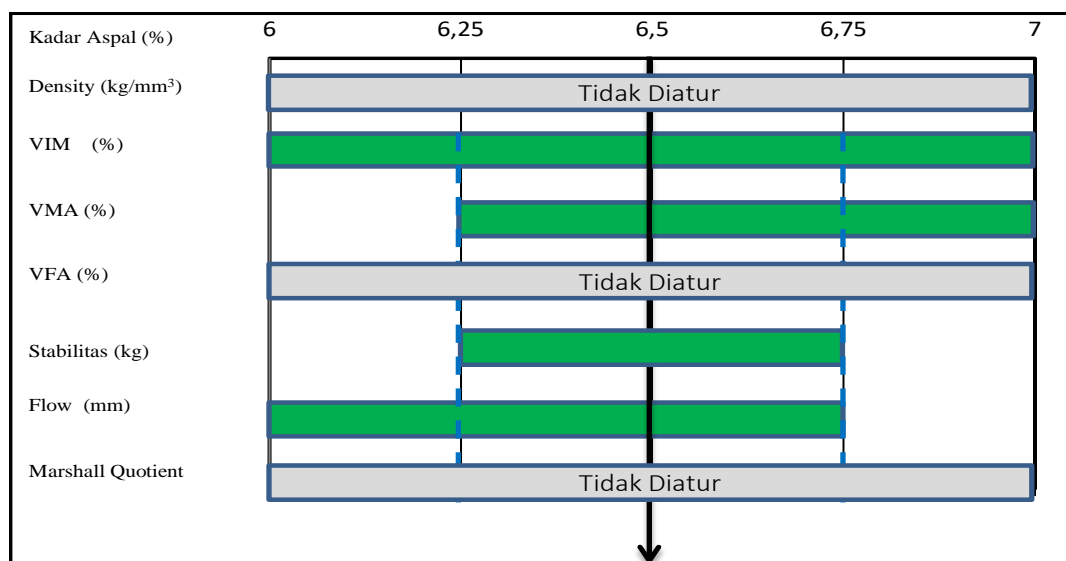 Kadar Aspal (%) 6 6,25 6,5 6,75 7
Density (kg/mm³) Tidak Diatur
VIM (%)
VMA (%)
VFA (%) Tidak Diatur
Stabilitas (kg)
Flow (mm)
Marshall Quotient Tidak Diatur